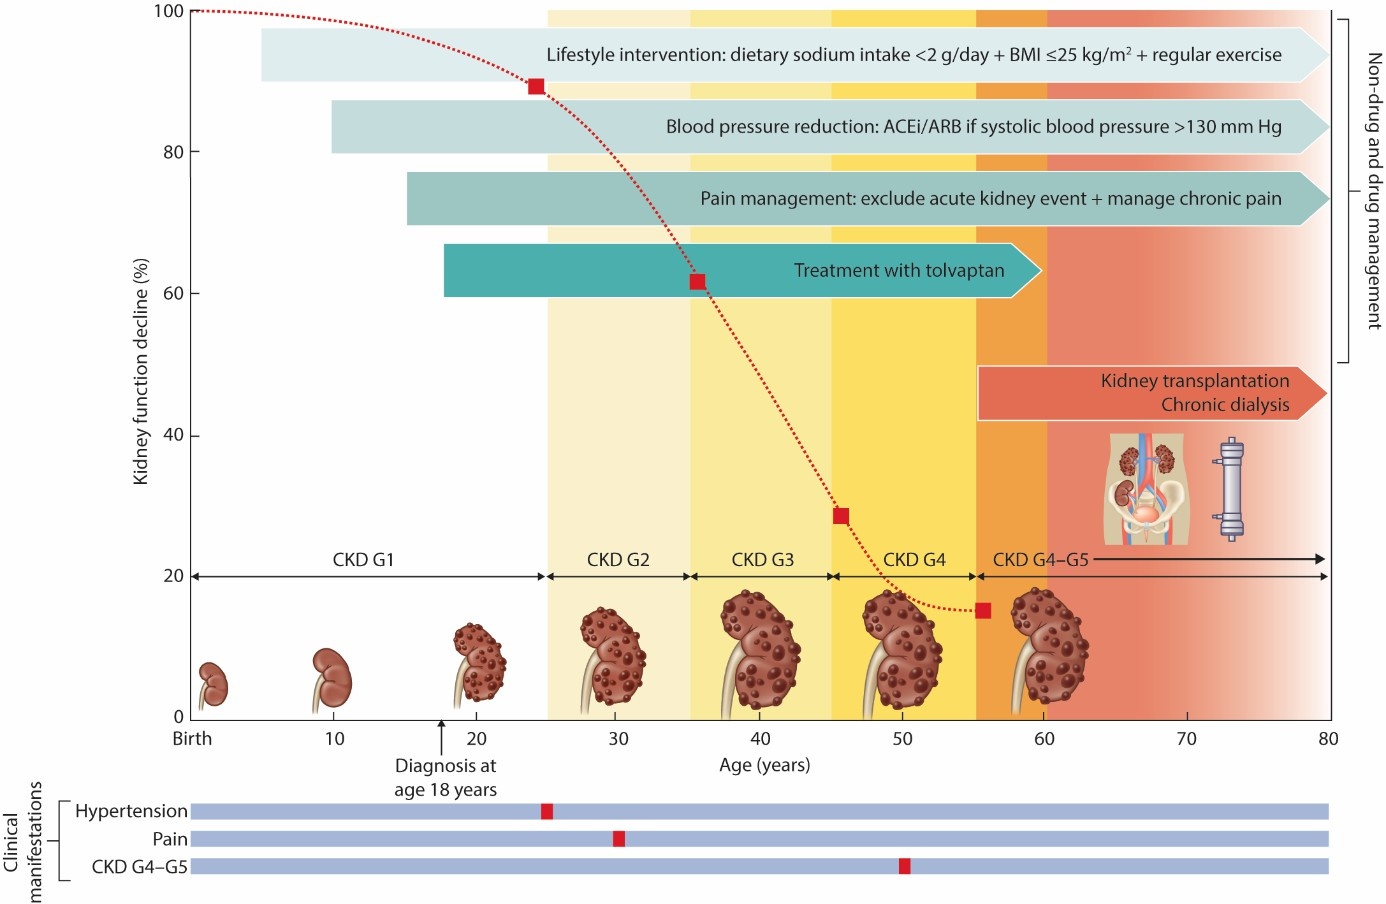 100
80
60
40
20
0
Kidney function decline (%)
Lifestyle intervention: dietary sodium intake <2 g/day + BMI ≤25 kg/m² + regular exercise
Blood pressure reduction: ACEi/ARB if systolic blood pressure >130 mm Hg
Pain management: exclude acute kidney event + manage chronic pain
Treatment with tolvaptan
Kidney transplantation
Chronic dialysis
Non-drug and drug management
CKD G1
CKD G2
CKD G3
CKD G4
CKD G4–G5
Birth
10
20
30
40
50
60
70
80
Age (years)
Diagnosis at
age 18 years
Clinical
manifestations
Hypertension
Pain
CKD G4–G5